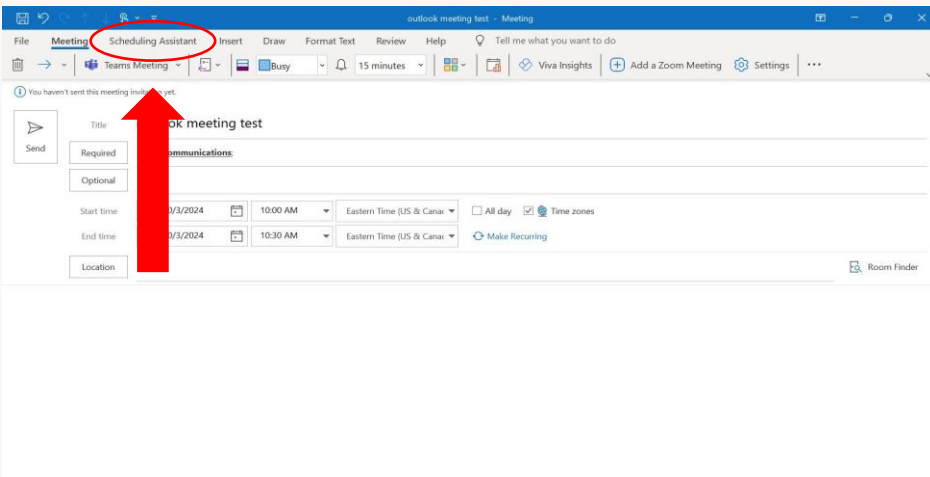 outlook meeting test - Meeting
File Meeting Scheduling Assistant Insert Draw Format Text Review Help Tell me what you want to do
Teams Meeting Busy 15 minutes Viva Insights Add a Zoom Meeting Settings
You haven't sent this meeting yet.
Title meeting test
Send
Required
Optional
Start time 10:00 AM Eastern Time (US & Canac All day Time zones
End time 10:30 AM Eastern Time (US & Canac Make Recurring
Location Room Finder